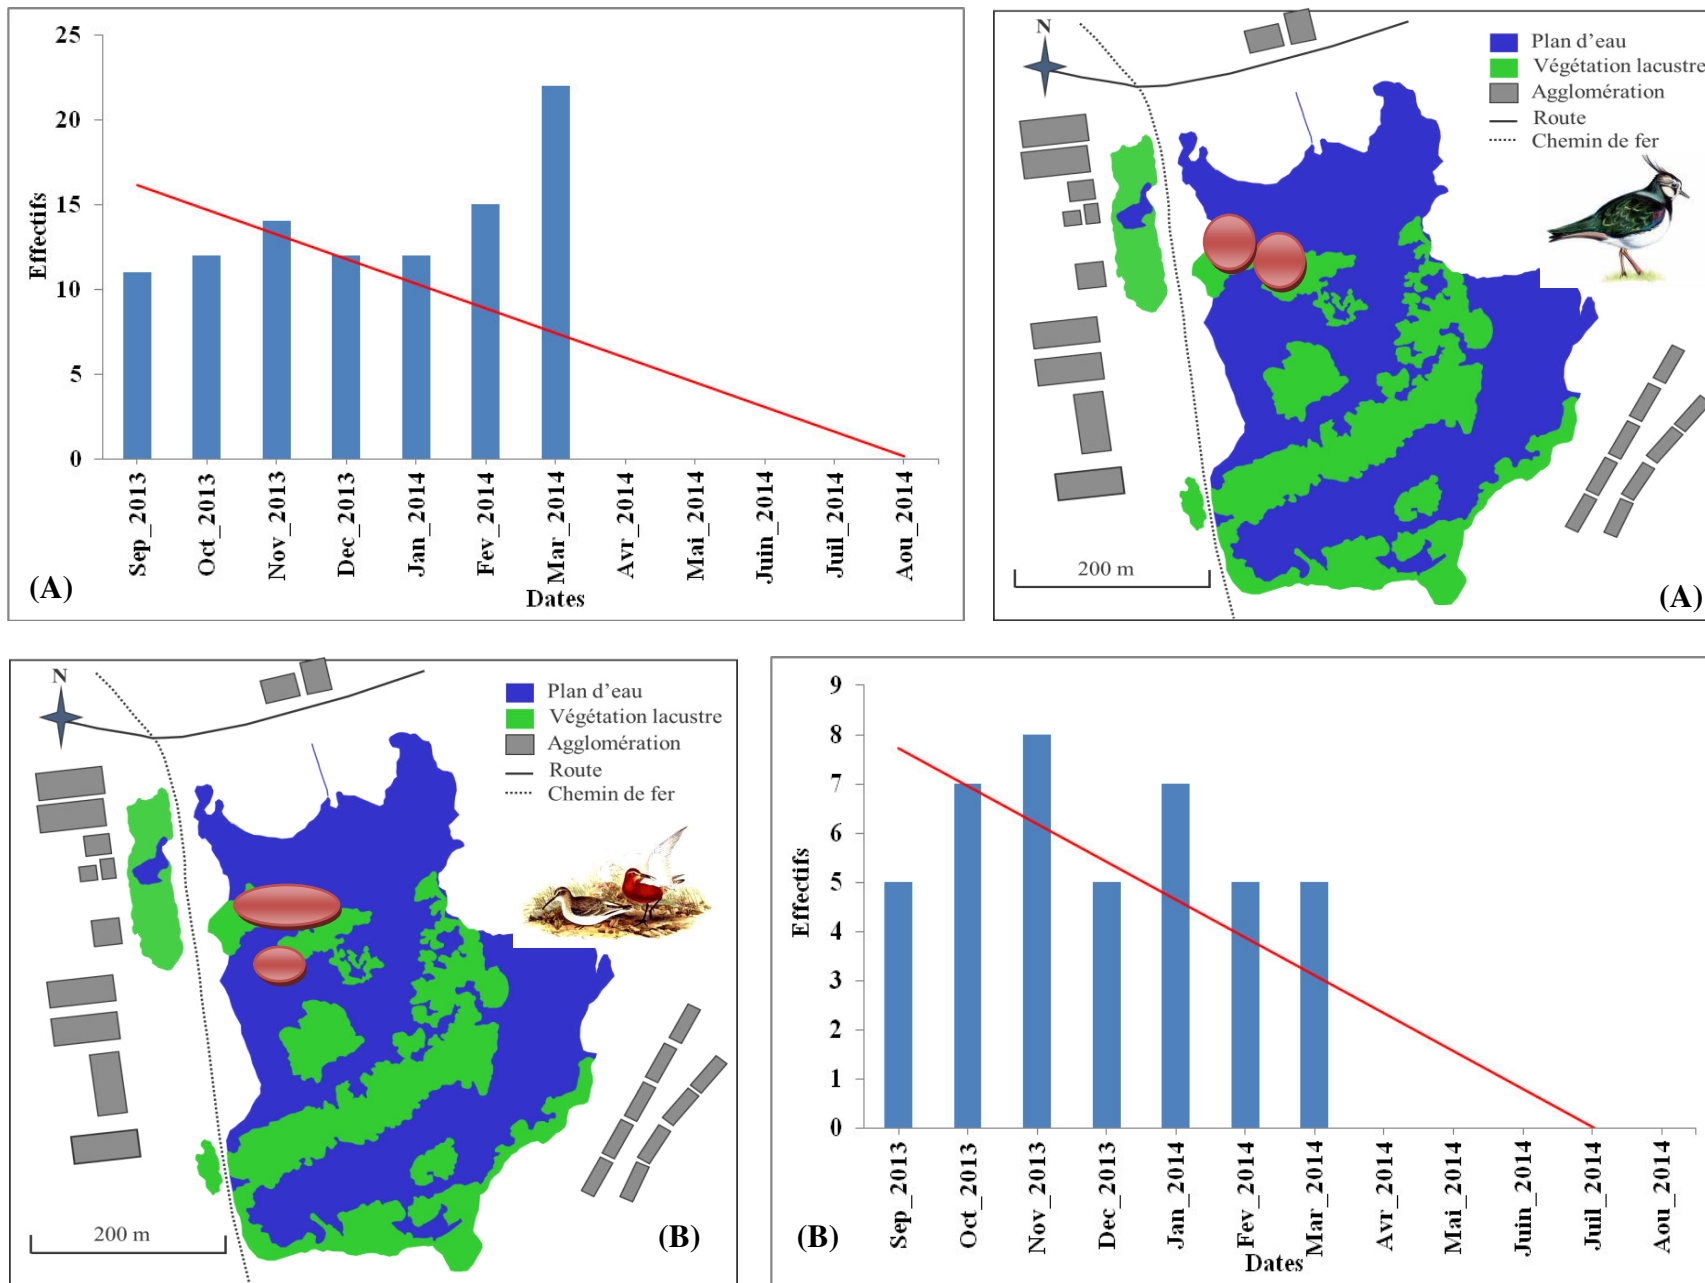 25
20
15
10
5
0
Effectifs
Sep_2013
Oct_2013
Nov_2013
Dec_2013
Jan_2014
Fev_2014
Mar_2014
Avr_2014
Mai_2014
Juin_2014
Juil_2014
Aou_2014
Dates
(A)
N
Plan d’eau
Végétation lacustre
Agglomération
Route
Chemin de fer
200 m
(A)
N
Plan d’eau
Végétation lacustre
Agglomération
Route
Chemin de fer
200 m
(B)
9
8
7
6
5
4
3
2
1
0
Effectifs
Sep_2013
Oct_2013
Nov_2013
Dec_2013
Jan_2014
Fev_2014
Mar_2014
Avr_2014
Mai_2014
Juin_2014
Juil_2014
Aou_2014
Dates
(B)